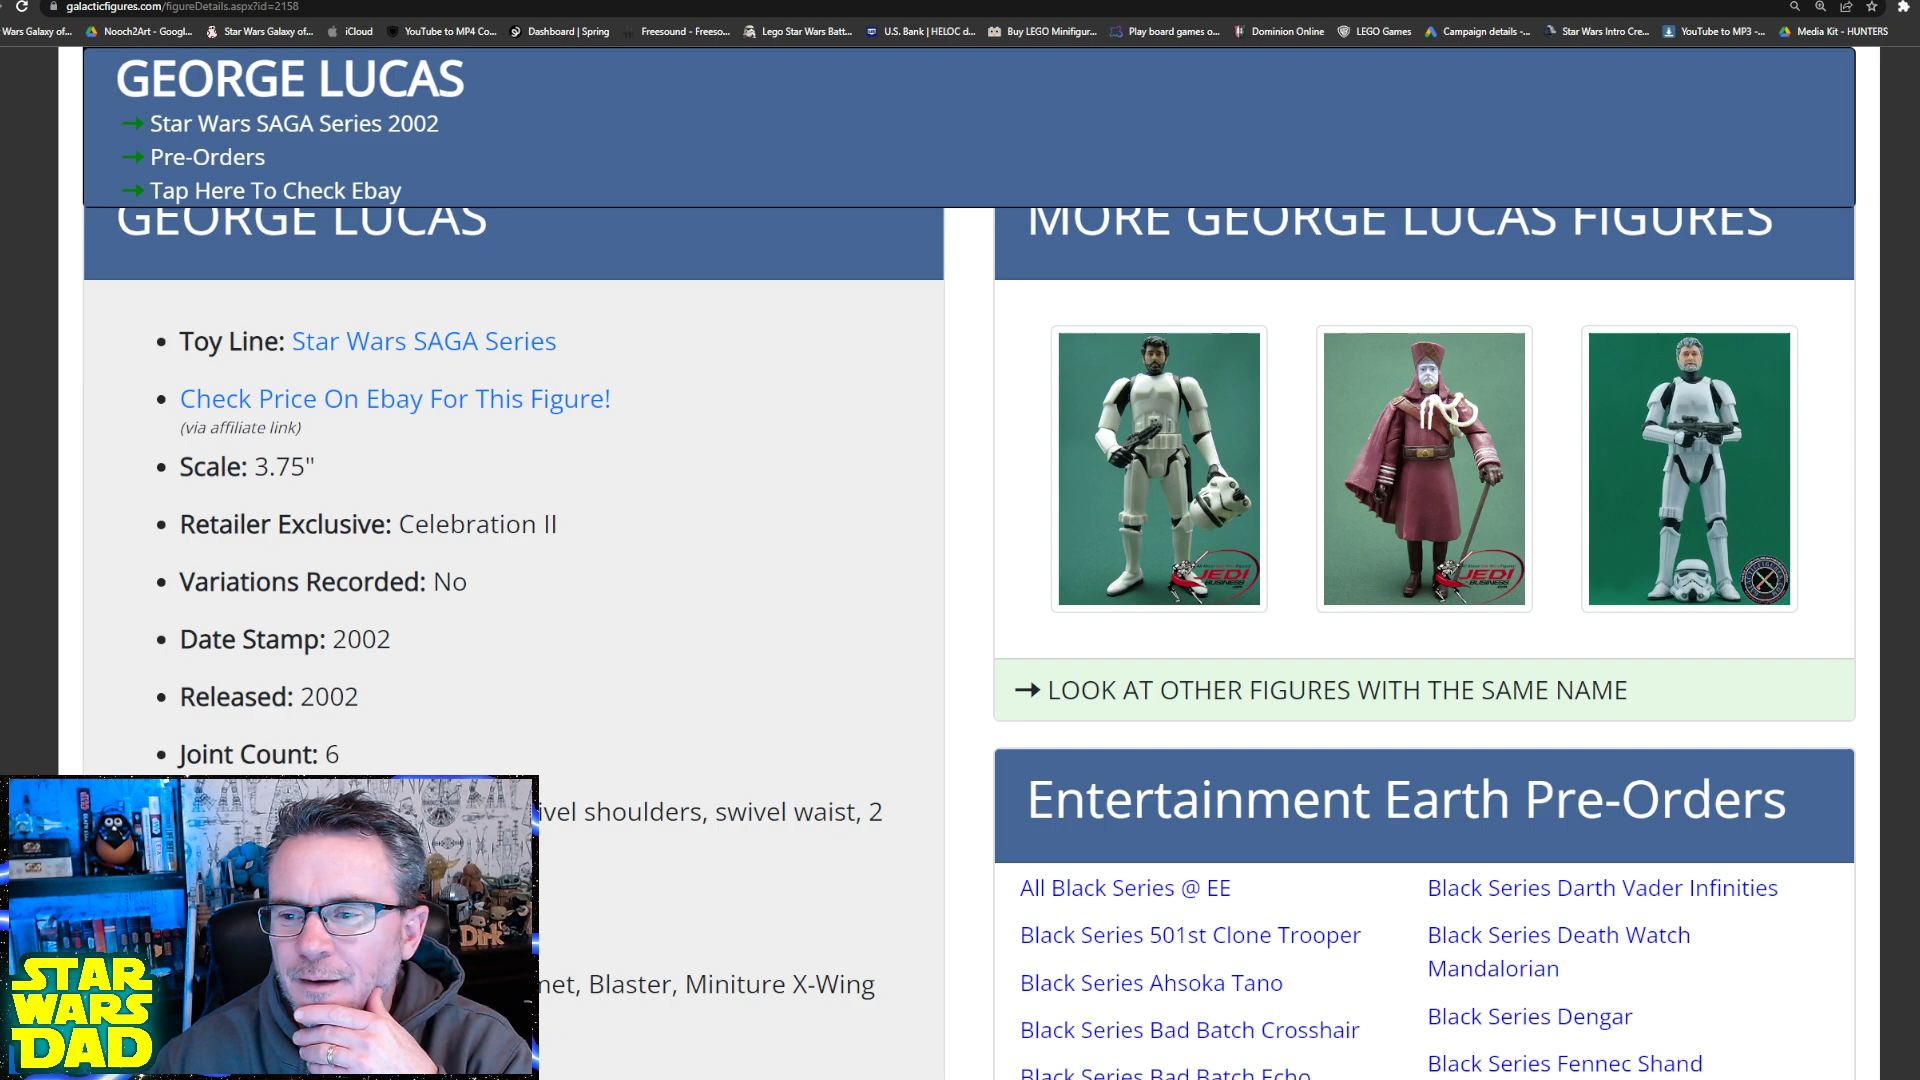 galacticfigures.com/figureDetails.aspx?id=2158
Wars Galaxy of...
Nooch2Art - Googl...
Star Wars Galaxy of...
iCloud
YouTube to MP4 Co...
Dashboard | Spring
Freesound - Freeso...
Lego Star Wars Batt...
U.S. Bank | HELOC d...
Buy LEGO Minifigur...
Play board games o...
Dominion Online
LEGO Games
Campaign details -...
Star Wars Intro Cre...
YouTube to MP3 -...
Media Kit - HUNTERS
GEORGE LUCAS
→ Star Wars SAGA Series 2002
→ Pre-Orders
→ Tap Here To Check Ebay
GEORGE LUCAS
• Toy Line: Star Wars SAGA Series
• Check Price On Ebay For This Figure!
(via affiliate link)
• Scale: 3.75"
• Retailer Exclusive: Celebration II
• Variations Recorded: No
• Date Stamp: 2002
• Released: 2002
• Joint Count: 6
shoulders, swivel waist, 2
Blaster, Miniture X-Wing
STAR
WARS
DAD
Dirk
MORE GEORGE LUCAS FIGURES
JEDI
BUSINESS
JEDI
BUSINESS
→ LOOK AT OTHER FIGURES WITH THE SAME NAME
Entertainment Earth Pre-Orders
All Black Series @ EE
Black Series 501st Clone Trooper
Black Series Ahsoka Tano
Black Series Bad Batch Crosshair
Black Series Bad Batch Echo
Black Series Darth Vader Infinities
Black Series Death Watch
Mandalorian
Black Series Dengar
Black Series Fennec Shand